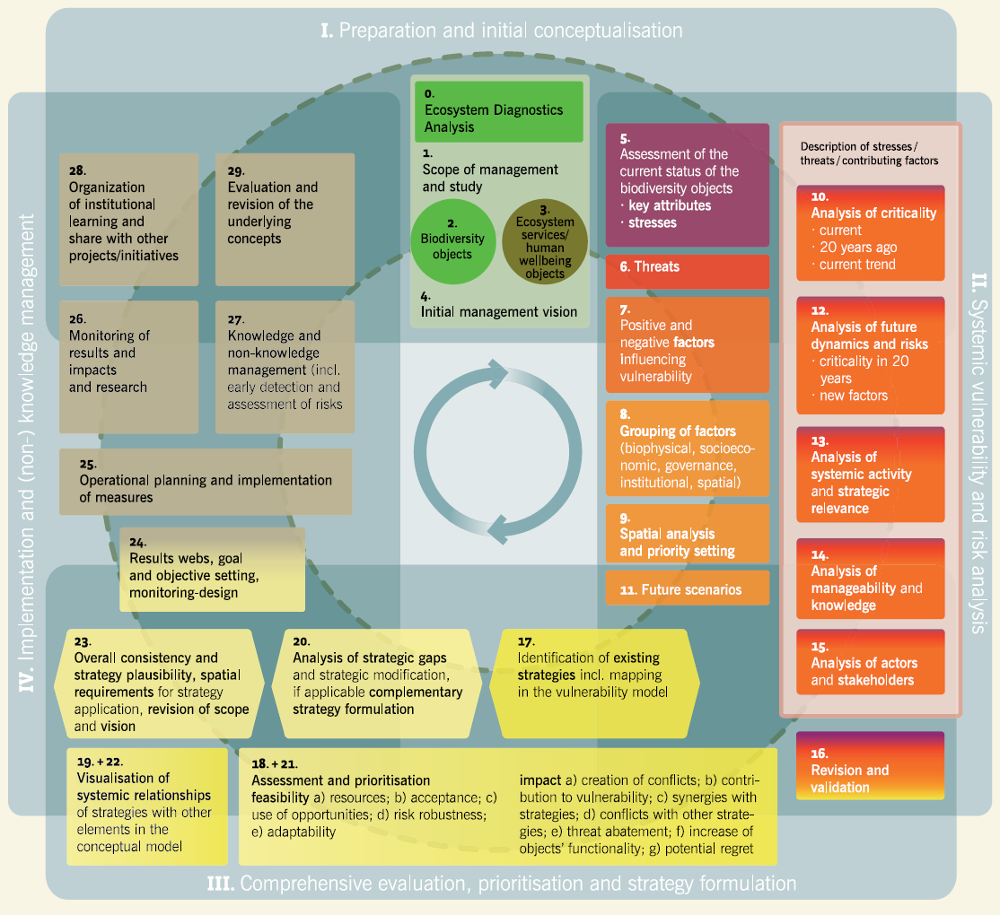 I. Preparation and initial conceptualisation
0.
Ecosystem Diagnostics
Analysis
1.
Scope of management
and study
2.
Biodiversity
objects
3.
Ecosystem
services/
human
wellbeing
objects
4.
Initial management vision
5.
Assessment of the
current status of the
biodiversity objects
· key attributes
· stresses
6. Threats
7.
Positive and
negative factors
Influencing
vulnerability
8.
Grouping of factors
(biophysical, socioeco-
nomic, governance,
institutional, spatial)
9.
Spatial analysis
and priority setting
11. Future scenarios
Description of stresses/
threats/contributing factors
10.
Analysis of criticality
· current
· 20 years ago
· current trend
12.
Analysis of future
dynamics and risks
· criticality in 20
years
· new factors
13.
Analysis of
systemic activity
and strategic
relevance
14.
Analysis of
manageability and
knowledge
15.
Analysis of actors
and stakeholders
16.
Revision and
validation
II. Systemic vulnerability and risk analysis
17.
Identification of existing
strategies incl. mapping
in the vulnerability model
20.
Analysis of strategic gaps
and strategic modification,
if applicable complementary
strategy formulation
23.
Overall consistency and
strategy plausibility, spatial
requirements for strategy
application, revision of scope
and vision
19. + 22.
Visualisation of
systemic relationships
of strategies with other
elements in the
conceptual model
18. + 21.
Assessment and prioritisation
feasibility a) resources; b) acceptance; c)
use of opportunities; d) risk robustness;
e) adaptability
impact a) creation of conflicts; b) contri-
bution to vulnerability; c) synergies with
strategies; d) conflicts with other strate-
gies; e) threat abatement; f) increase of
objects' functionality; g) potential regret
III. Comprehensive evaluation, prioritisation and strategy formulation
24.
Results webs, goal
and objective setting,
monitoring-design
25.
Operational planning and implementation
of measures
26.
Monitoring of
results and
impacts
and research
27.
Knowledge and
non-knowledge
management (incl.
early detection and
assessment of risks
28.
Organization
of institutional
learning and
share with other
projects/initiatives
29.
Evaluation and
revision of the
underlying
concepts
IV. Implementation and (non-) knowledge management